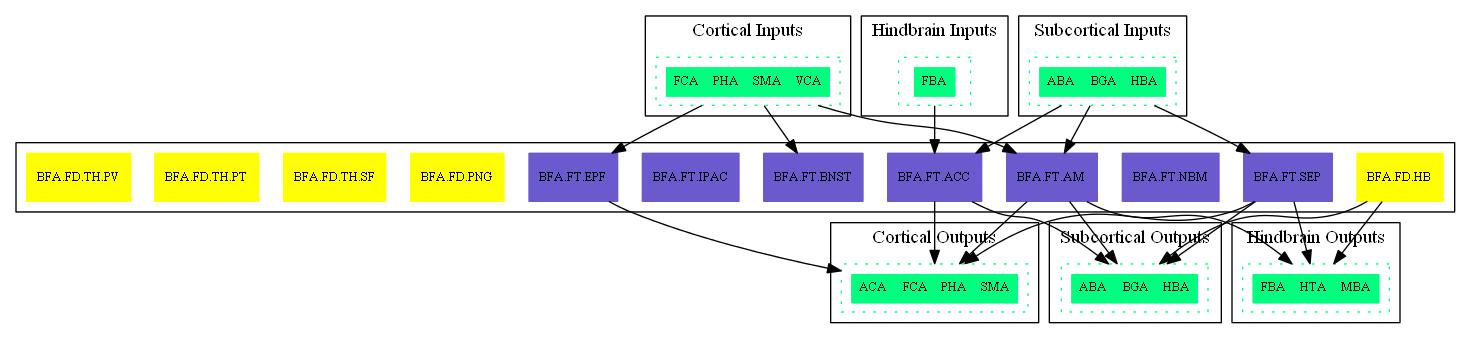 Cortical Inputs
Hindbrain Inputs
Subcortical Inputs
FCA PHA SMA VCA
FBA
ABA BGA HBA
BFA.FD.TH.PV
BFA.FD.TH.PT
BFA.FD.TH.SF
BFA.FD.PNG
BFA.FT.EPF
BFA.FT.IPAC
BFA.FT.BNST
BFA.FT.ACC
BFA.FT.AM
BFA.FT.NBM
BFA.FT.SEP
BFA.FD.HB
Cortical Outputs
Subcortical Outputs
Hindbrain Outputs
ACA FCA PHA SMA
ABA BGA HBA
FBA HTA MBA